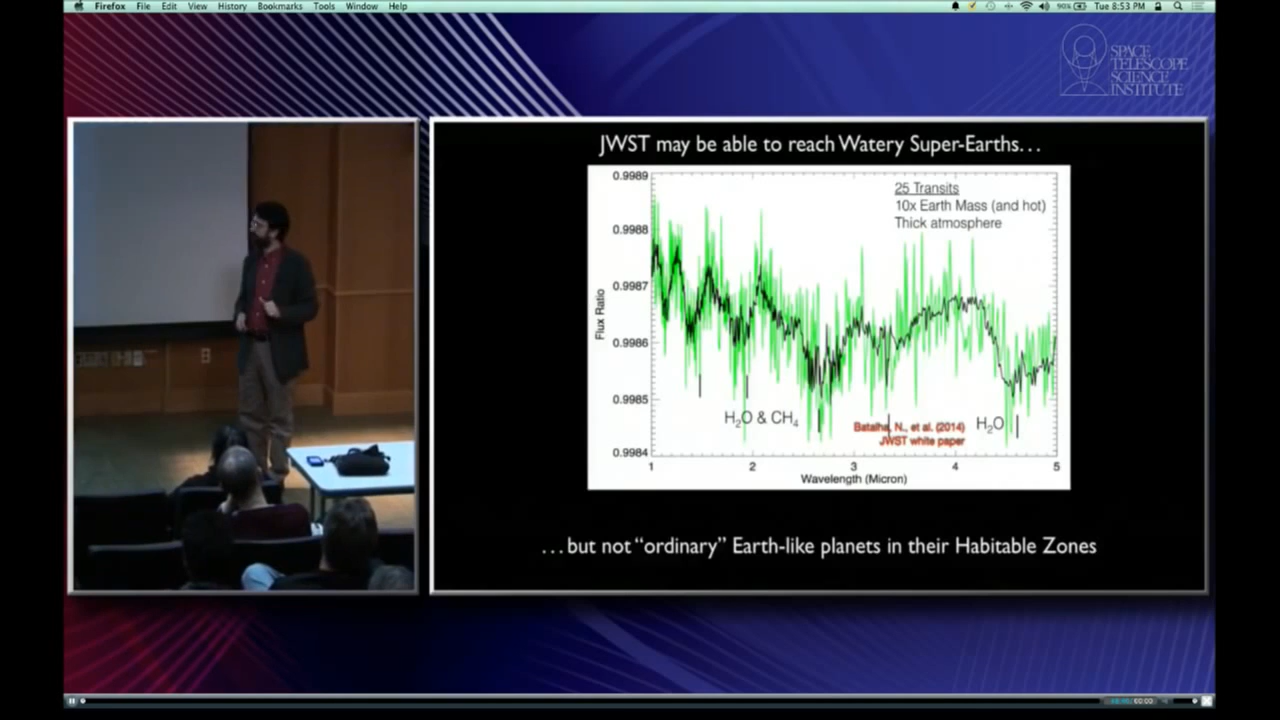 Firefox File Edit View History Bookmarks Tools Window Help
90% Tue 8:53 PM
SPACE
TELESCOPE
SCIENCE
INSTITUTE
JWST may be able to reach Watery Super-Earths...
25 Transits
10x Earth Mass (and hot)
Thick atmosphere
0.9989
0.9988
0.9987
0.9986
0.9985
0.9984
Flux Ratio
H₂O & CH₄
Batalha, N., et al. (2014)
JWST white paper
H₂O
1 2 3 4 5
Wavelength (Micron)
...but not “ordinary” Earth-like planets in their Habitable Zones
00:00